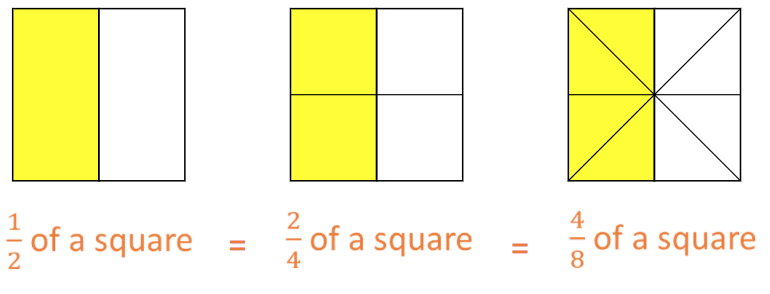 1/2 of a square = 2/4 of a square = 4/8 of a square